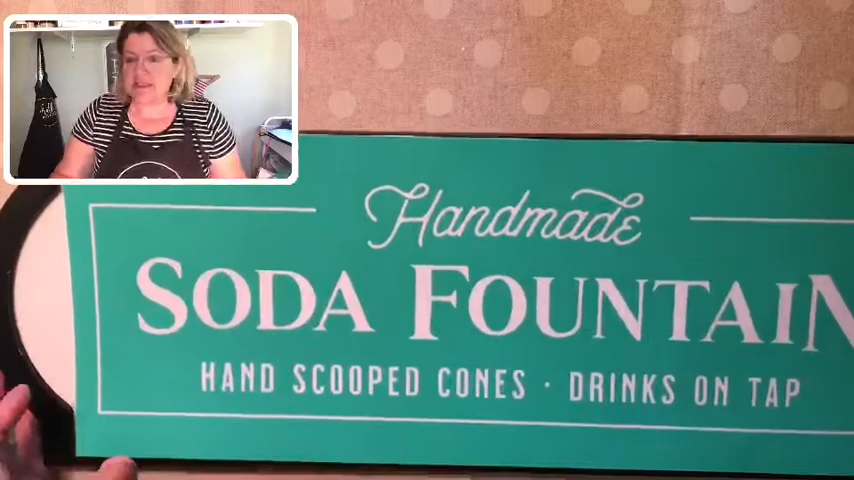 Handmade
SODA FOUNTAIN
HAND SCOOPED CONES · DRINKS ON TAP